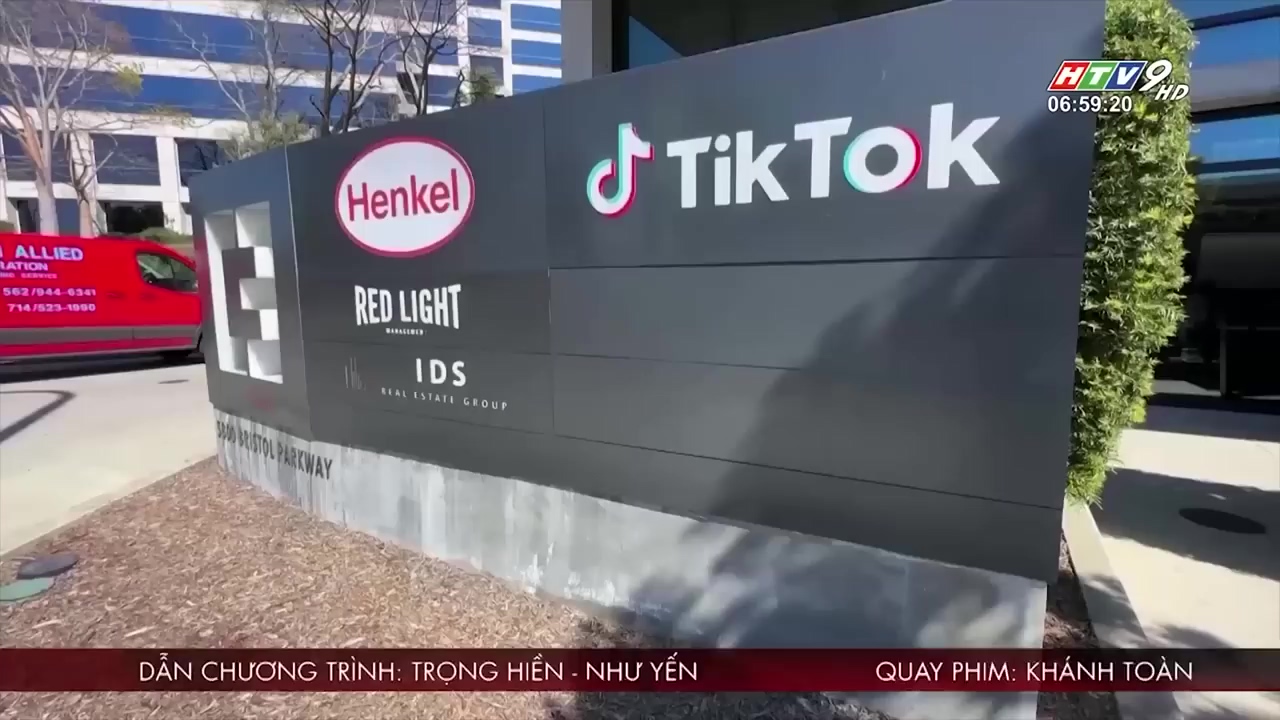 HTV9
HD
06:59:20
Henkel
TikTok
ALLIED
RED LIGHT
MANAGEMENT
IDS
REAL ESTATE GROUP
562/944-6341
714/523-1990
BRISTOL PARKWAY
DẪN CHƯƠNG TRÌNH: TRỌNG HIỀN - NHƯ YẾN
QUAY PHIM: KHÁNH TOÀN